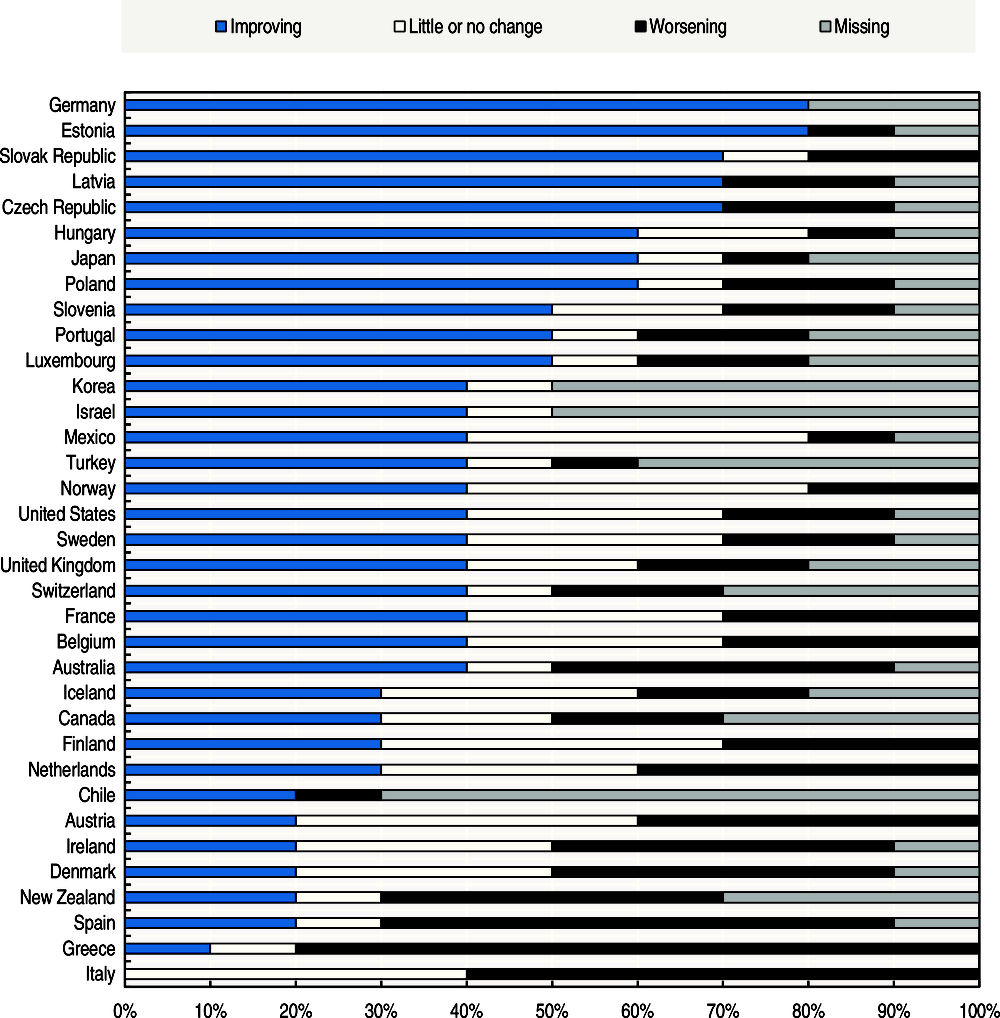 Improving Little or no change Worsening Missing
Germany
Estonia
Slovak Republic
Latvia
Czech Republic
Hungary
Japan
Poland
Slovenia
Portugal
Luxembourg
Korea
Israel
Mexico
Turkey
Norway
United States
Sweden
United Kingdom
Switzerland
France
Belgium
Australia
Iceland
Canada
Finland
Netherlands
Chile
Austria
Ireland
Denmark
New Zealand
Spain
Greece
Italy
0% 10% 20% 30% 40% 50% 60% 70% 80% 90% 100%